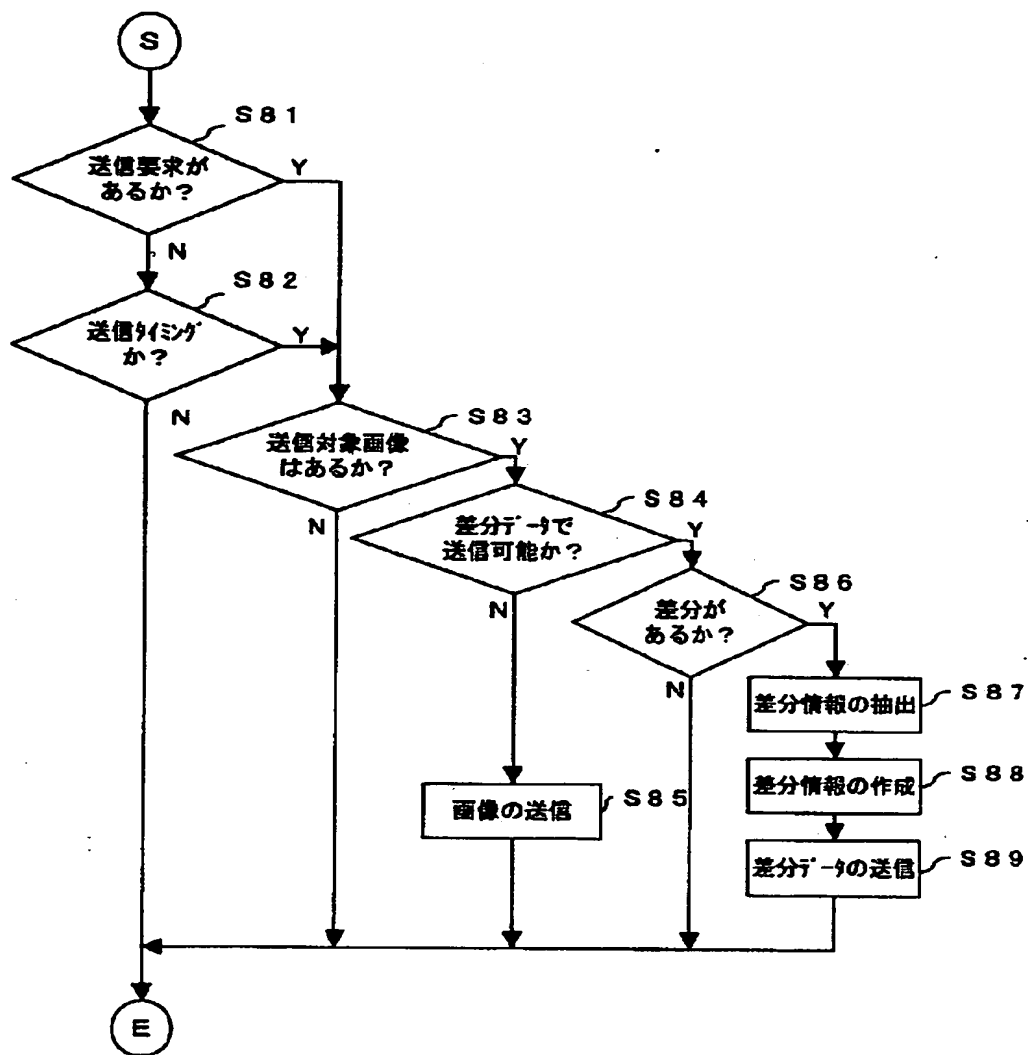 S
S81
送信要求が
あるか？
Y
N
S82
送信ﾀｲﾐﾝｸﾞ
か？
Y
N
S83
送信対象画像
はあるか？
Y
N
S84
差分ﾃﾞｰﾀで
送信可能か？
Y
N
S86
差分が
あるか？
Y
N
差分情報の抽出
S87
差分情報の作成
S88
画像の送信
S85
差分ﾃﾞｰﾀの送信
S89
E